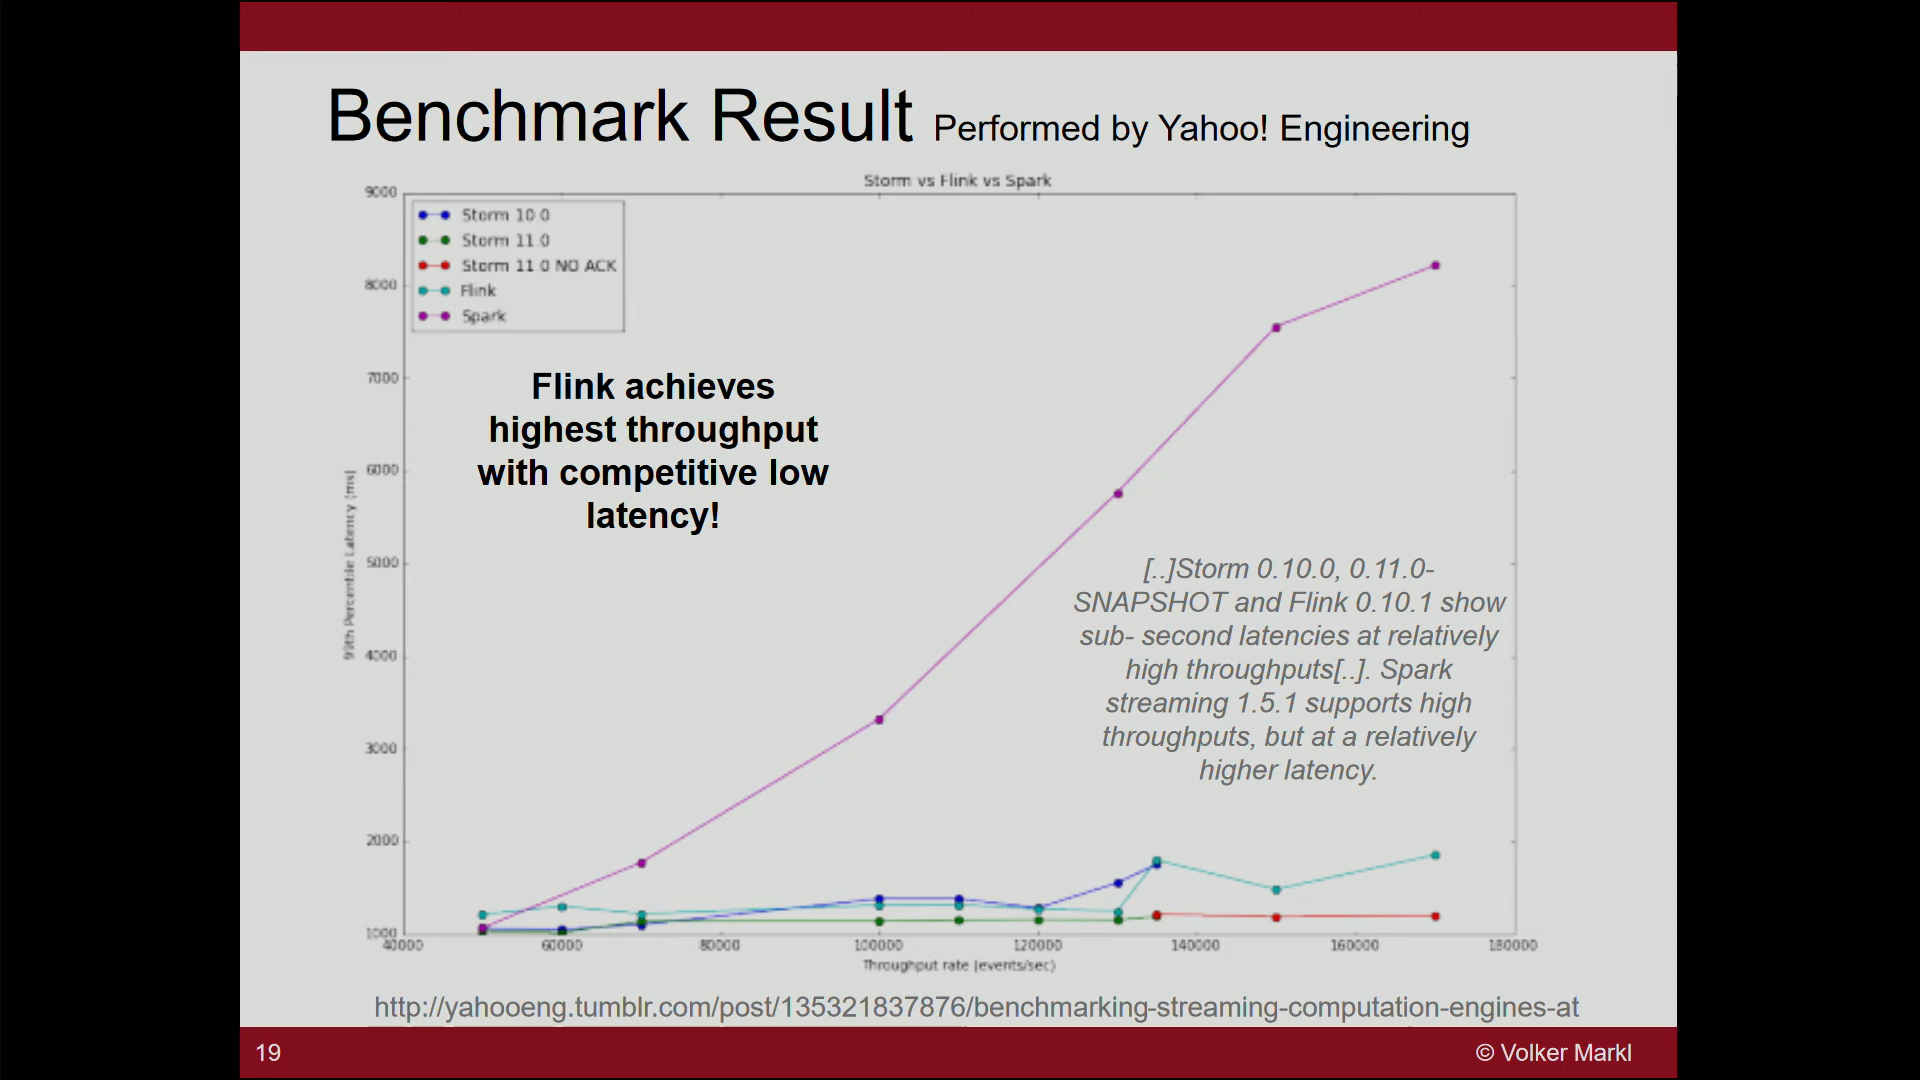 Benchmark Result Performed by Yahoo! Engineering
Storm vs Flink vs Spark
9000
8000
7000
6000
5000
4000
3000
2000
1000
99th Percentile Latency (ms)
Storm 10 0
Storm 11 0
Storm 11 0 NO ACK
Flink
Spark
Flink achieves
highest throughput
with competitive low
latency!
[..]Storm 0.10.0, 0.11.0-
SNAPSHOT and Flink 0.10.1 show
sub- second latencies at relatively
high throughputs[..]. Spark
streaming 1.5.1 supports high
throughputs, but at a relatively
higher latency.
40000 60000 80000 100000 120000 140000 160000 180000
Throughput rate (events/sec)
http://yahooeng.tumblr.com/post/135321837876/benchmarking-streaming-computation-engines-at
19
© Volker Markl